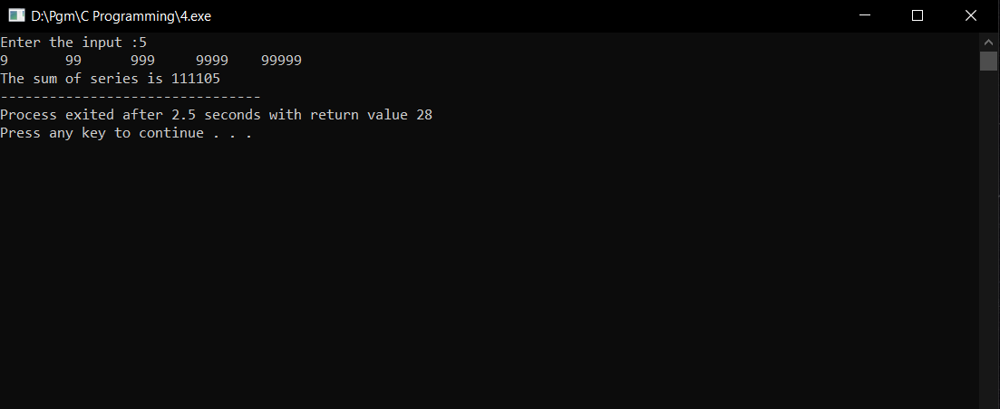 D:\Pgm\C Programming\4.exe
Enter the input :5
9       99      999     9999    99999
The sum of series is 111105
--------------------------------
Process exited after 2.5 seconds with return value 28
Press any key to continue . . .